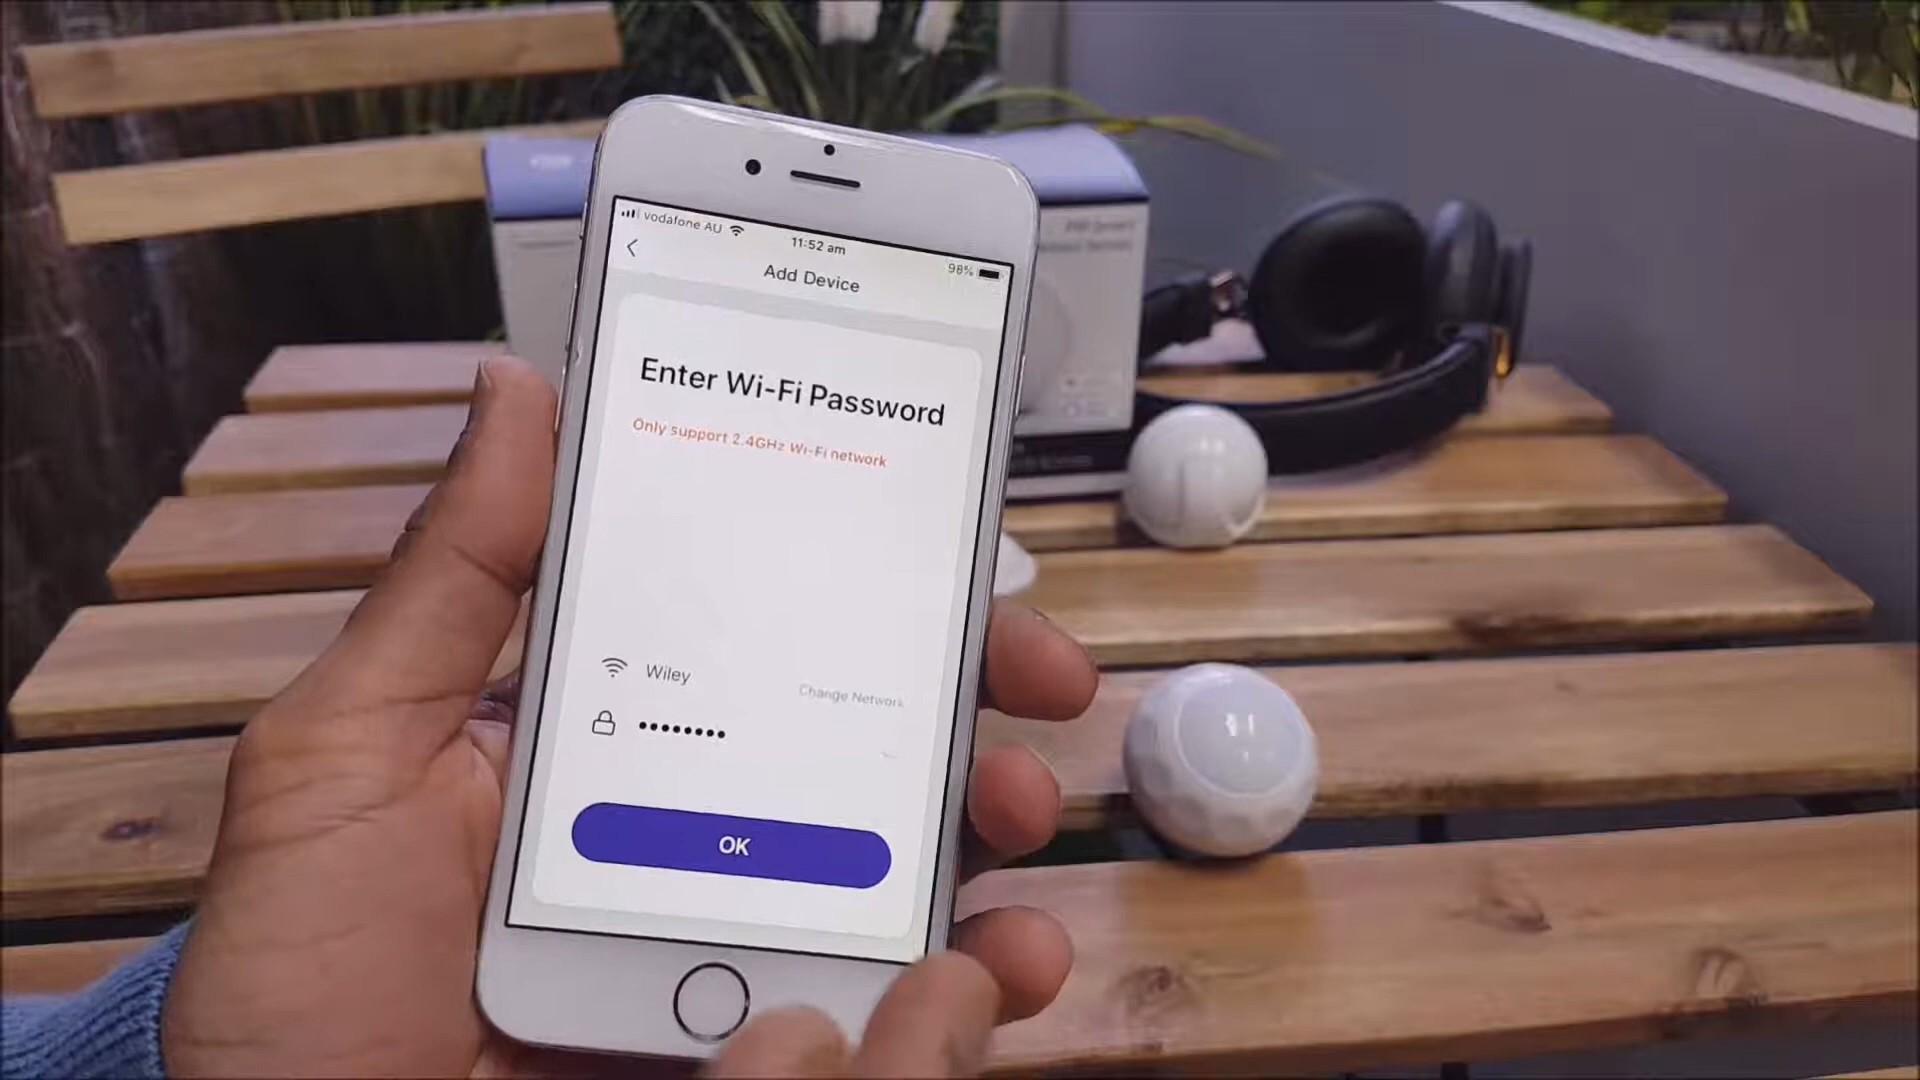 vodafone AU
11:52 am
98%
Add Device
Enter Wi-Fi Password
Only support 2.4GHz Wi-Fi network
Wiley
Change Network
••••••••
OK